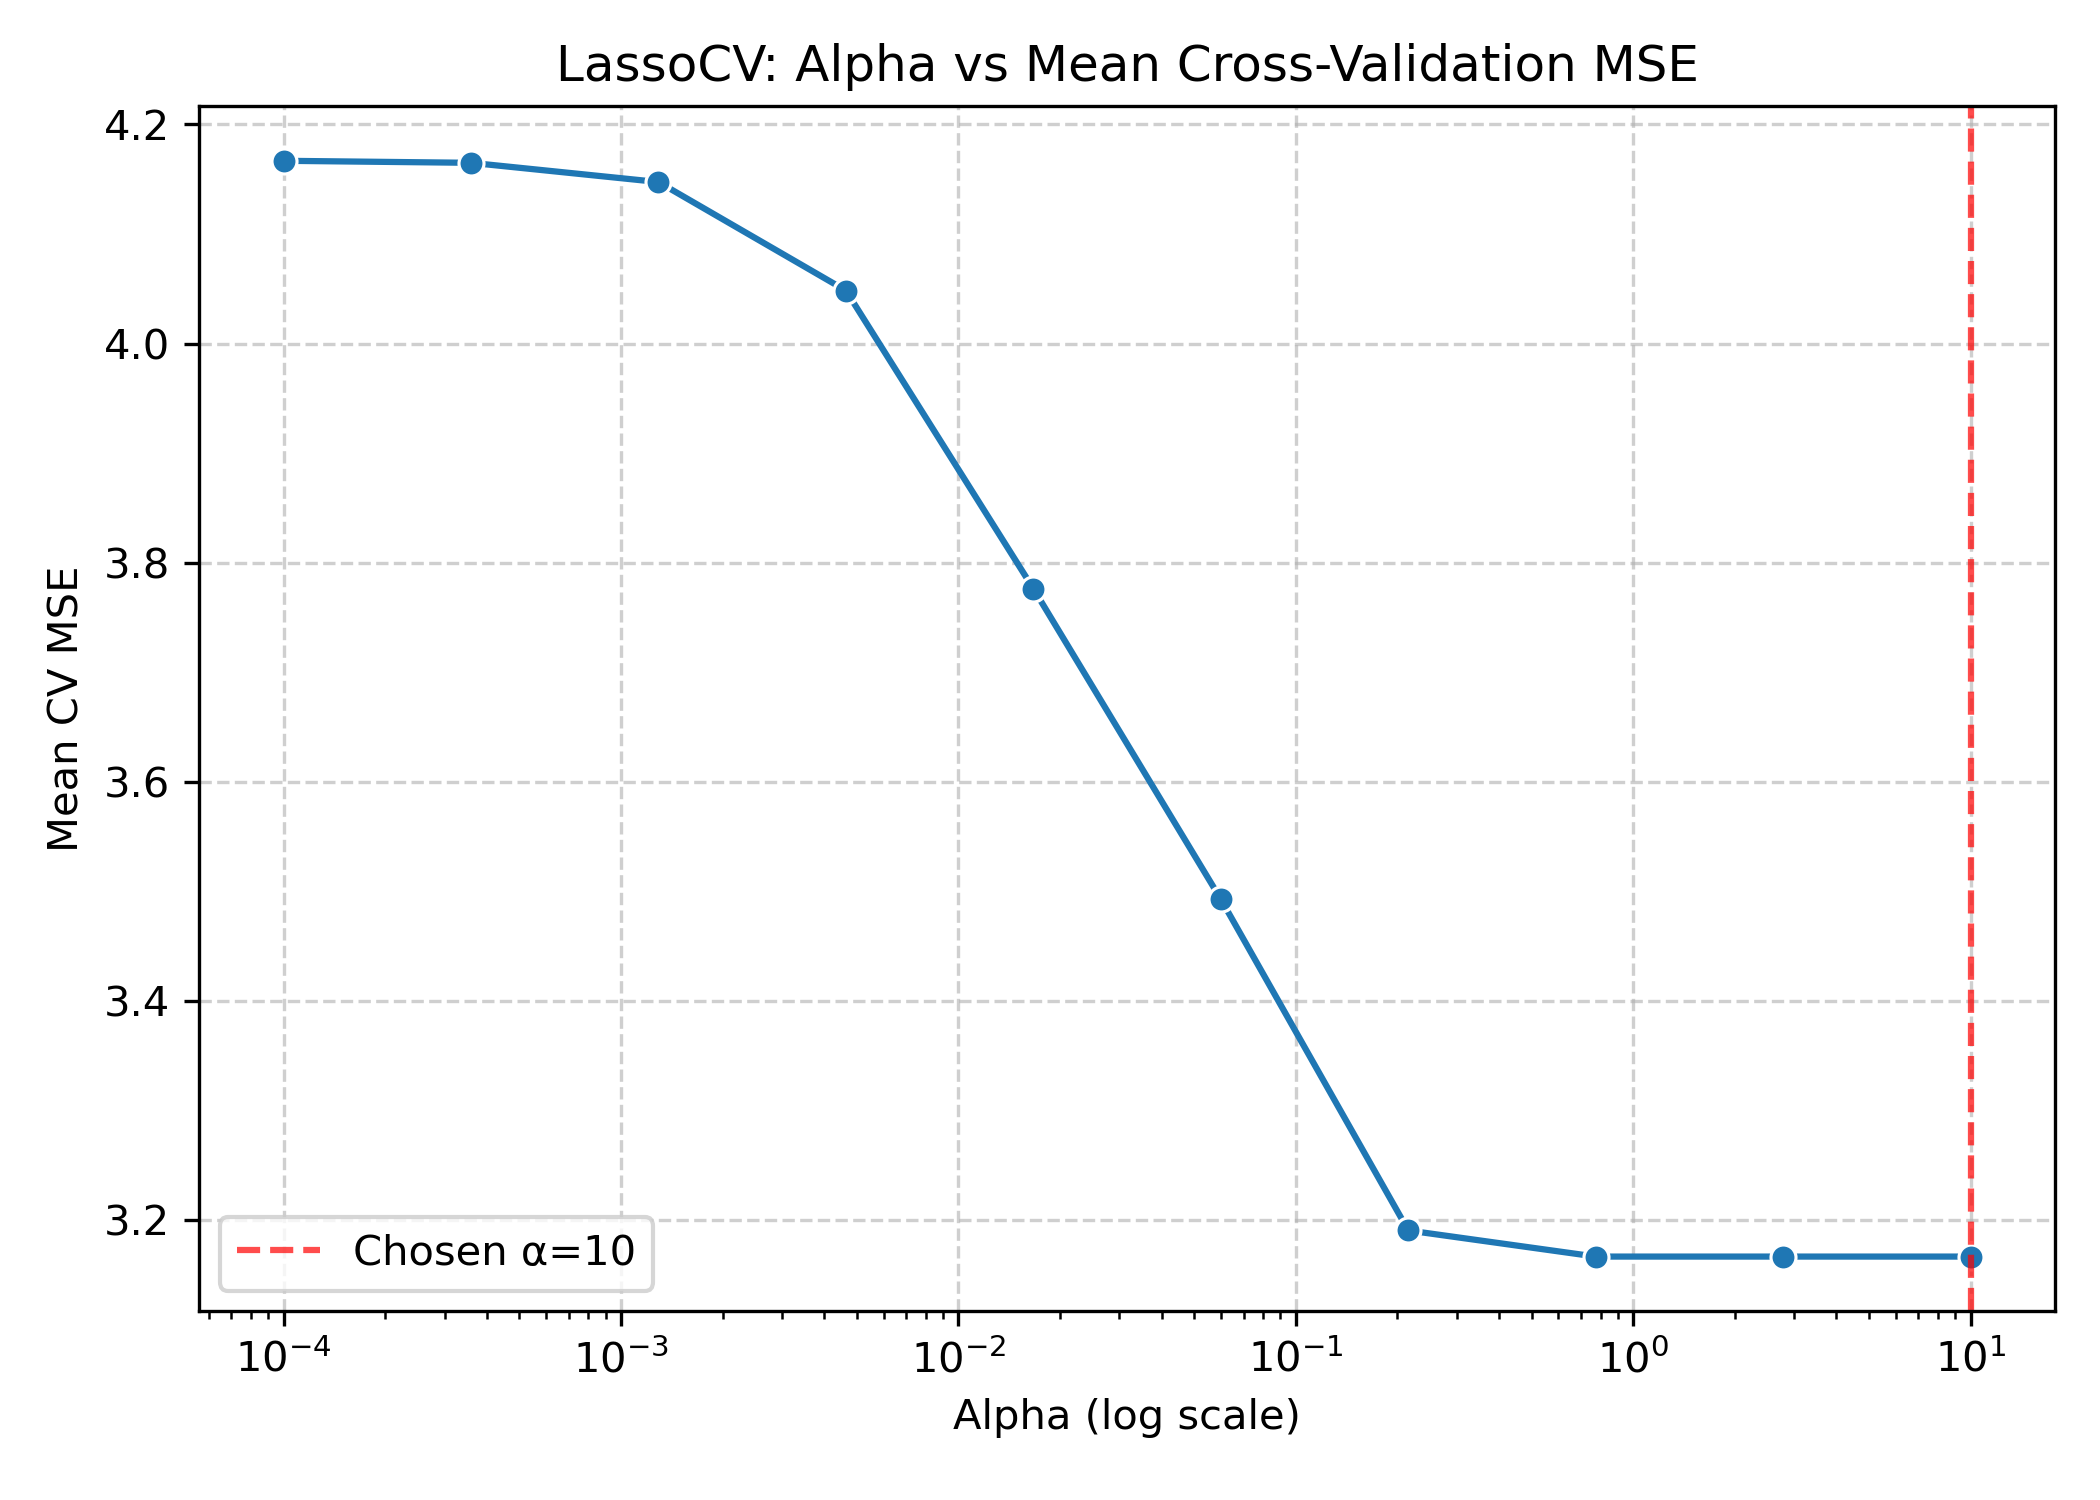 LassoCV: Alpha vs Mean Cross-Validation MSE
Mean CV MSE
4.2
4.0
3.8
3.6
3.4
3.2
Chosen α=10
10⁻⁴ 10⁻³ 10⁻² 10⁻¹ 10⁰ 10¹
Alpha (log scale)